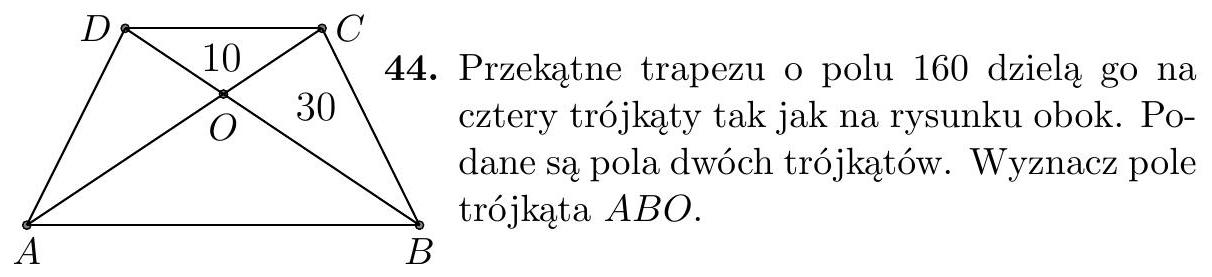 D
C
10
30
O
A
B
44. Przekątne trapezu o polu 160 dzielą go na
cztery trójkąty tak jak na rysunku obok. Po-
dane są pola dwóch trójkątów. Wyznacz pole
trójkąta ABO.